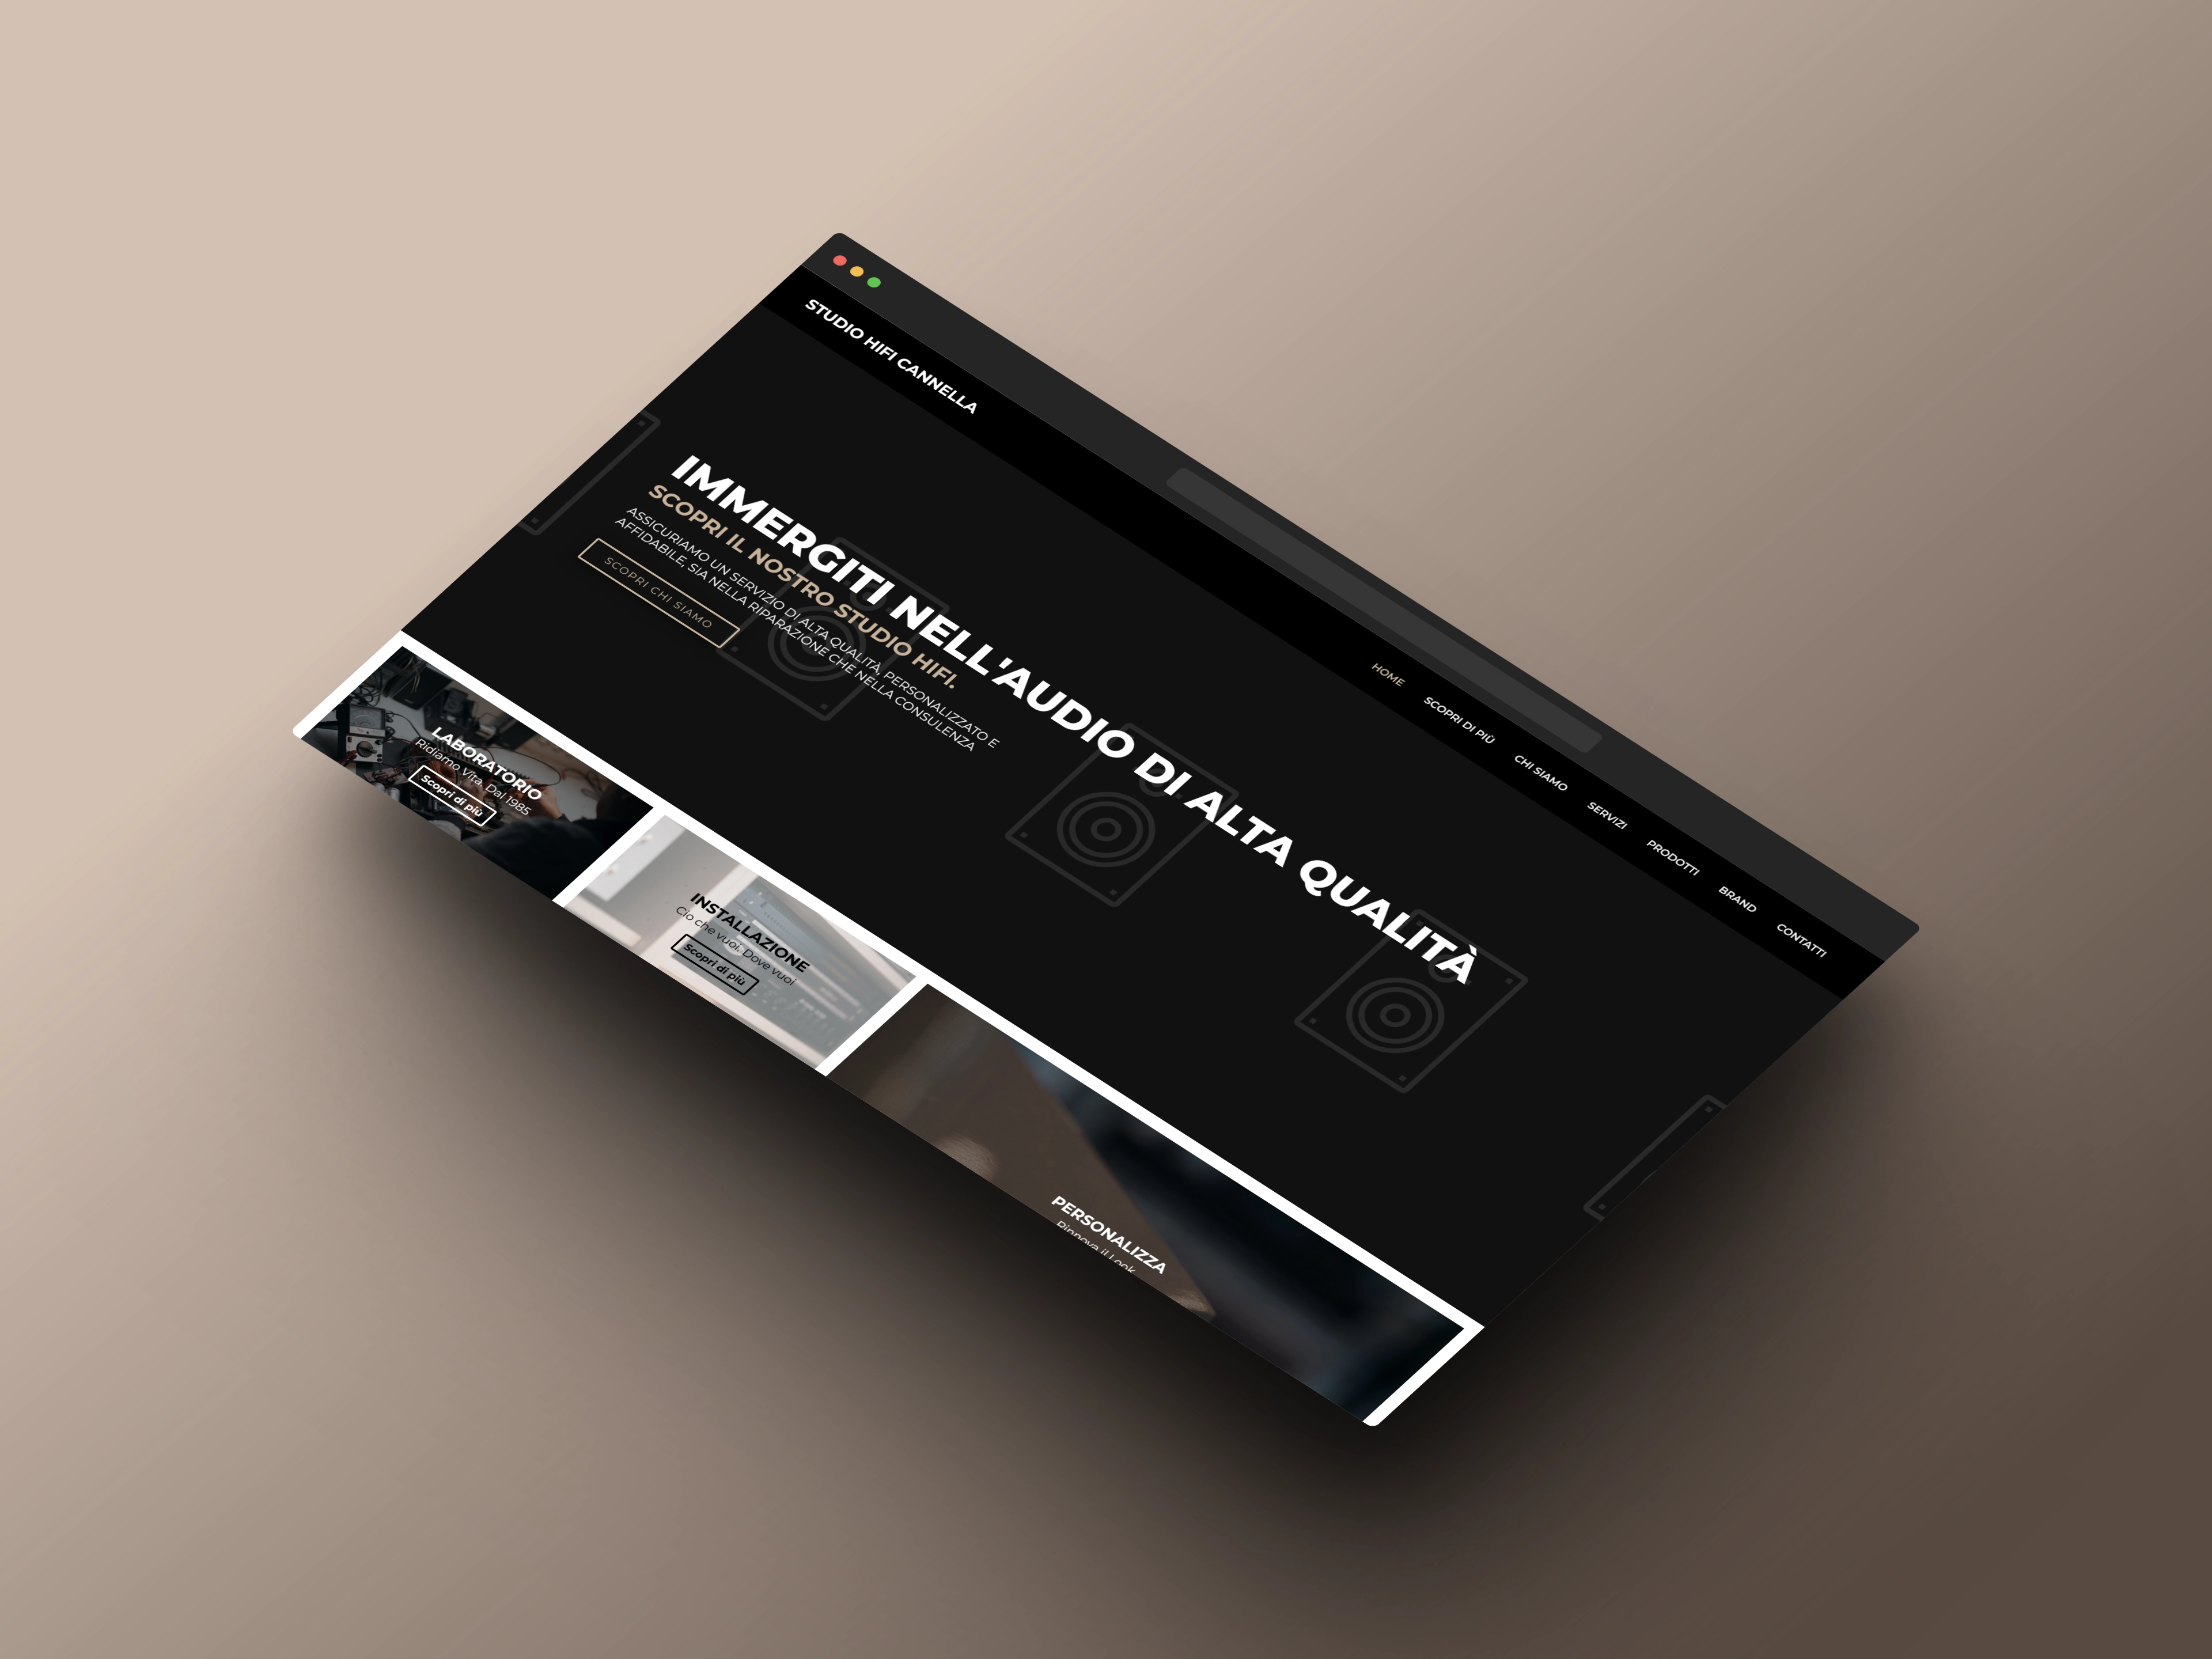 STUDIO HIFI CANNELLA
HOME
SCOPRI DI PIÙ
CHI SIAMO
SERVIZI
PRODOTTI
BRAND
CONTATTI
IMMERGITI NELL'AUDIO DI ALTA QUALITÀ
SCOPRI IL NOSTRO STUDIO HIFI.
ASSICURIAMO UN SERVIZIO DI ALTA QUALITÀ, PERSONALIZZATO E
AFFIDABILE, SIA NELLA RIPARAZIONE CHE NELLA CONSULENZA
SCOPRI CHI SIAMO
LABORATORIO
Ridiamo Vita. Dal 1985
Scopri di più
INSTALLAZIONE
Cio che vuoi. Dove vuoi
Scopri di più
PERSONALIZZA
Rinnova il Look